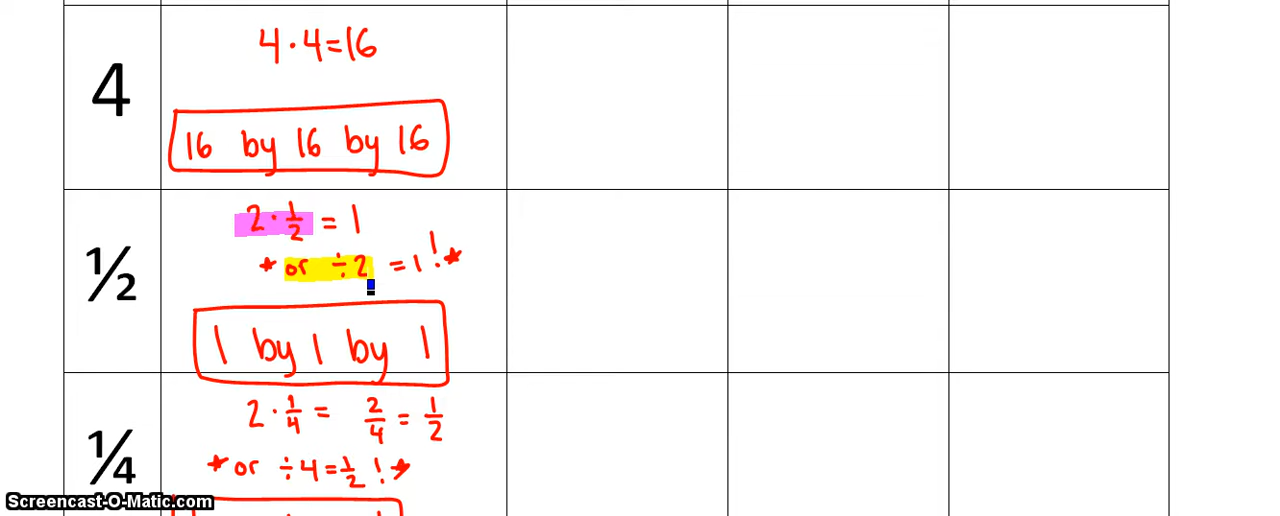 4
4 · 4 = 16
16 by 16 by 16
½
2 · 1/2 = 1
* or ÷2 = 1! *
1 by 1 by 1
¼
2 · 1/4 = 2/4 = 1/2
* or ÷4 = 1/2! *
Screencast-O-Matic.com